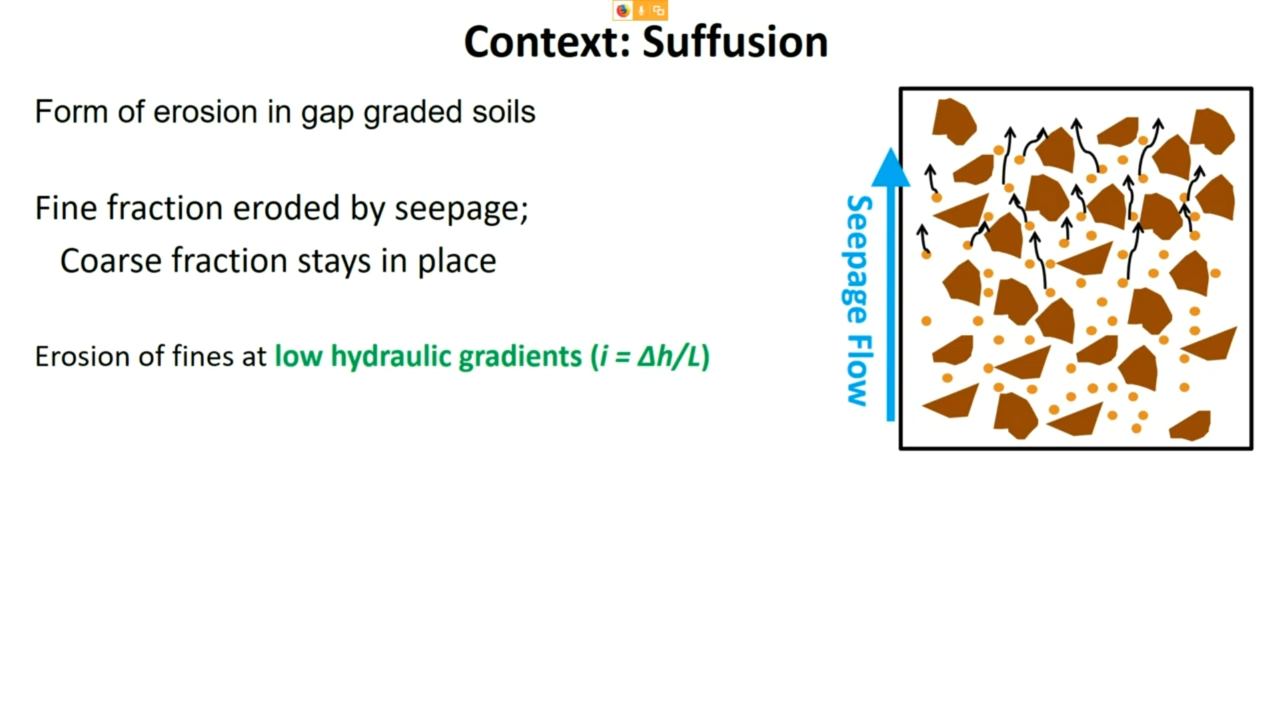 Context: Suffusion
Form of erosion in gap graded soils
Fine fraction eroded by seepage;
Coarse fraction stays in place
Erosion of fines at low hydraulic gradients (i = Δh/L)
Seepage Flow